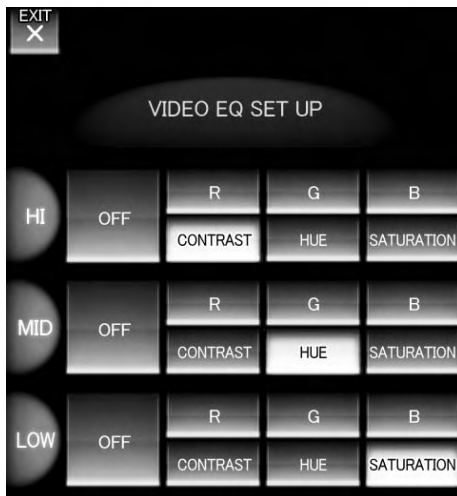 EXIT
×
VIDEO EQ SET UP
R G B
HI OFF
CONTRAST HUE SATURATION
R G B
MID OFF
CONTRAST HUE SATURATION
R G B
LOW OFF
CONTRAST HUE SATURATION